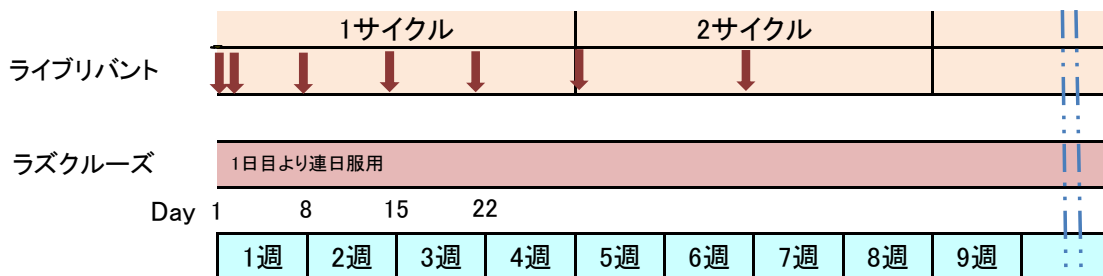 1サイクル 2サイクル
ライブリバント
ラズクルーズ 1日目より連日服用
Day 1 8 15 22
1週 2週 3週 4週 5週 6週 7週 8週 9週